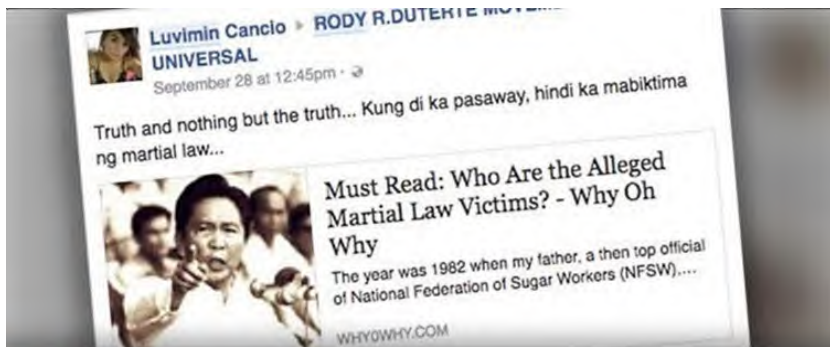 Luvimin Cancio ▸ RODY R.DUTERTE
UNIVERSAL
September 28 at 12:45pm ·
Truth and nothing but the truth... Kung di ka pasaway, hindi ka mabiktima
ng martial law...
Must Read: Who Are the Alleged
Martial Law Victims? - Why Oh
Why
The year was 1982 when my father, a then top official
of National Federation of Sugar Workers (NFSW)....
WHYOWHY.COM